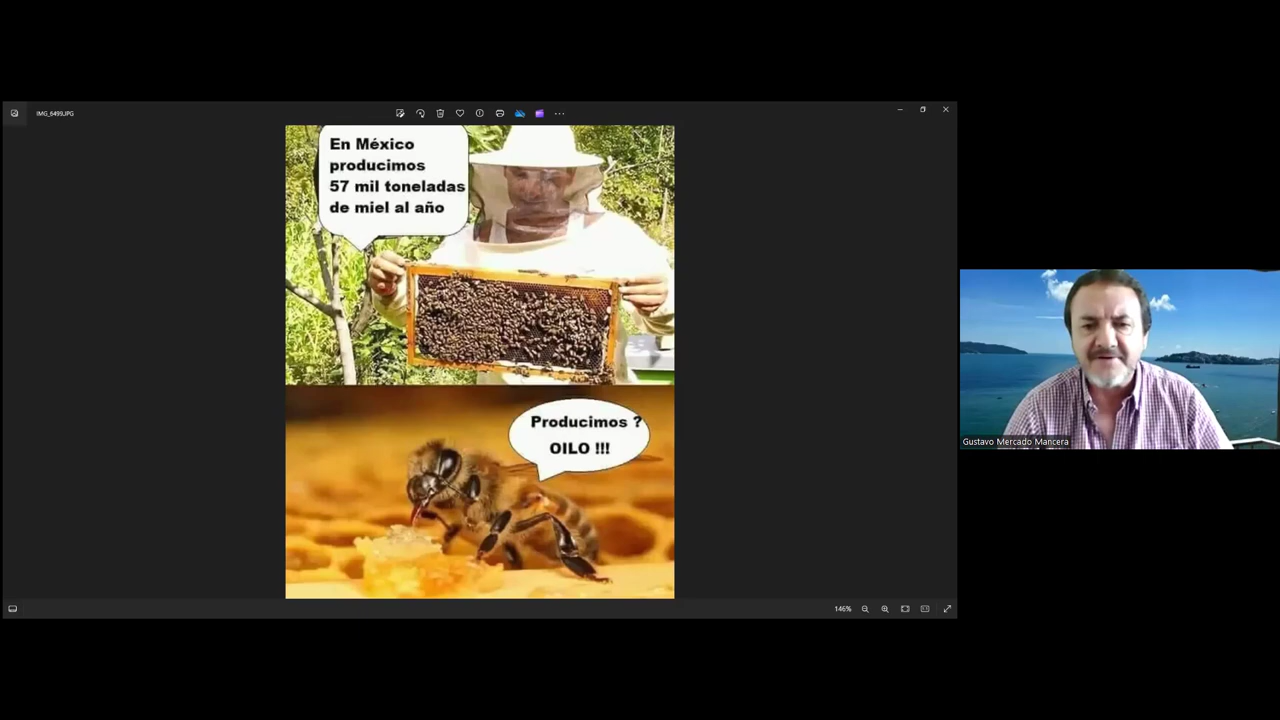 IMG_6499.JPG
En México
producimos
57 mil toneladas
de miel al año
Producimos ?
OILO !!!
Gustavo Mercado Mancera
146%